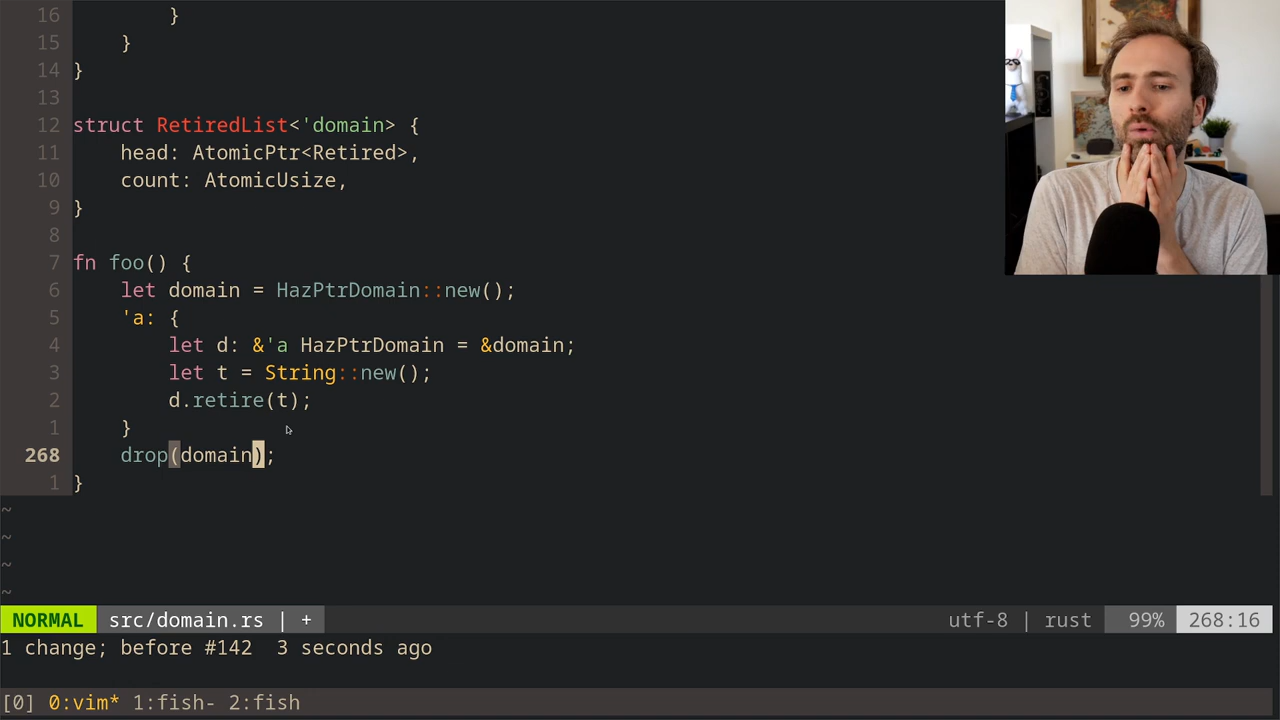 16         }
15     }
14 }
13
12 struct RetiredList<'domain> {
11     head: AtomicPtr<Retired>,
10     count: AtomicUsize,
9 }
8
7 fn foo() {
6     let domain = HazPtrDomain::new();
5     'a: {
4         let d: &'a HazPtrDomain = &domain;
3         let t = String::new();
2         d.retire(t);
1     }
268     drop(domain);
1 }
~
~
~
~
NORMAL src/domain.rs | + utf-8 | rust 99% 268:16
1 change; before #142  3 seconds ago
[0] 0:vim* 1:fish- 2:fish